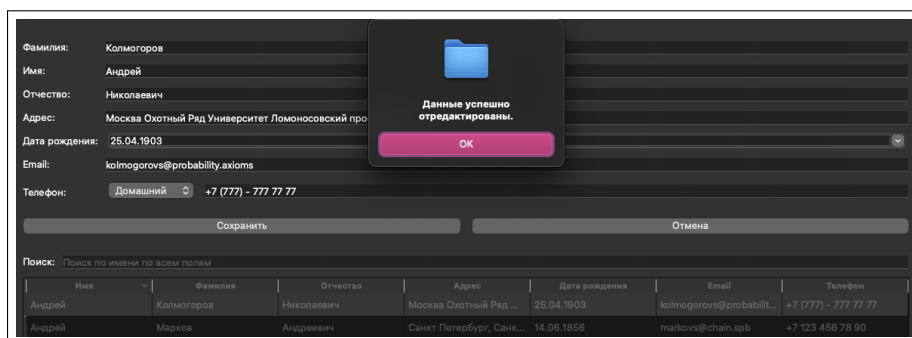 Фамилия: Колмогоров
Имя: Андрей
Отчество: Николаевич
Адрес: Москва Охотный Ряд Университет Ломоносовский
Дата рождения: 25.04.1903
Email: kolmogorovs@probability.axioms
Телефон: Домашний +7 (777) - 777 77 77
Данные успешно
отредактированы.
OK
Сохранить Отмена
Поиск: Поиск по имени по всем полям
Имя Фамилия Отчество Адрес Дата рождения Email Телефон
Андрей Колмогоров Николаевич Москва Охотный Ряд ... 25.04.1903 kolmogorovs@probabilit... +7 (777) - 777 77 77
Андрей Марков Андреевич Санкт Петербург, Санк... 14.06.1856 markovs@chain.spb +7 123 456 78 90